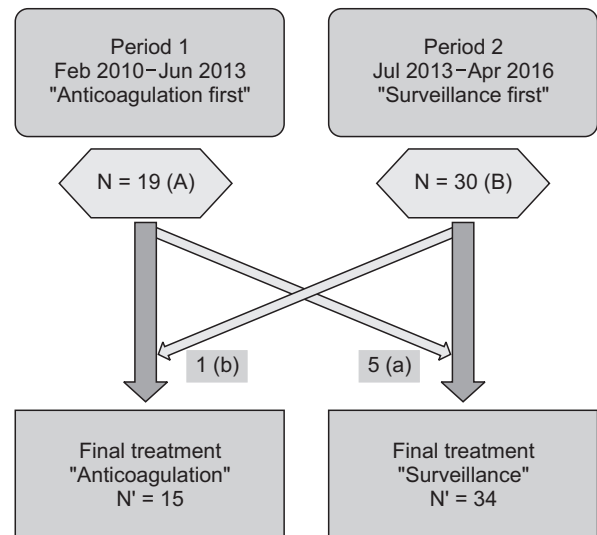 Period 1
Feb 2010–Jun 2013
"Anticoagulation first"
Period 2
Jul 2013–Apr 2016
"Surveillance first"
N = 19 (A)
N = 30 (B)
1 (b)
5 (a)
Final treatment
"Anticoagulation"
N' = 15
Final treatment
"Surveillance"
N' = 34